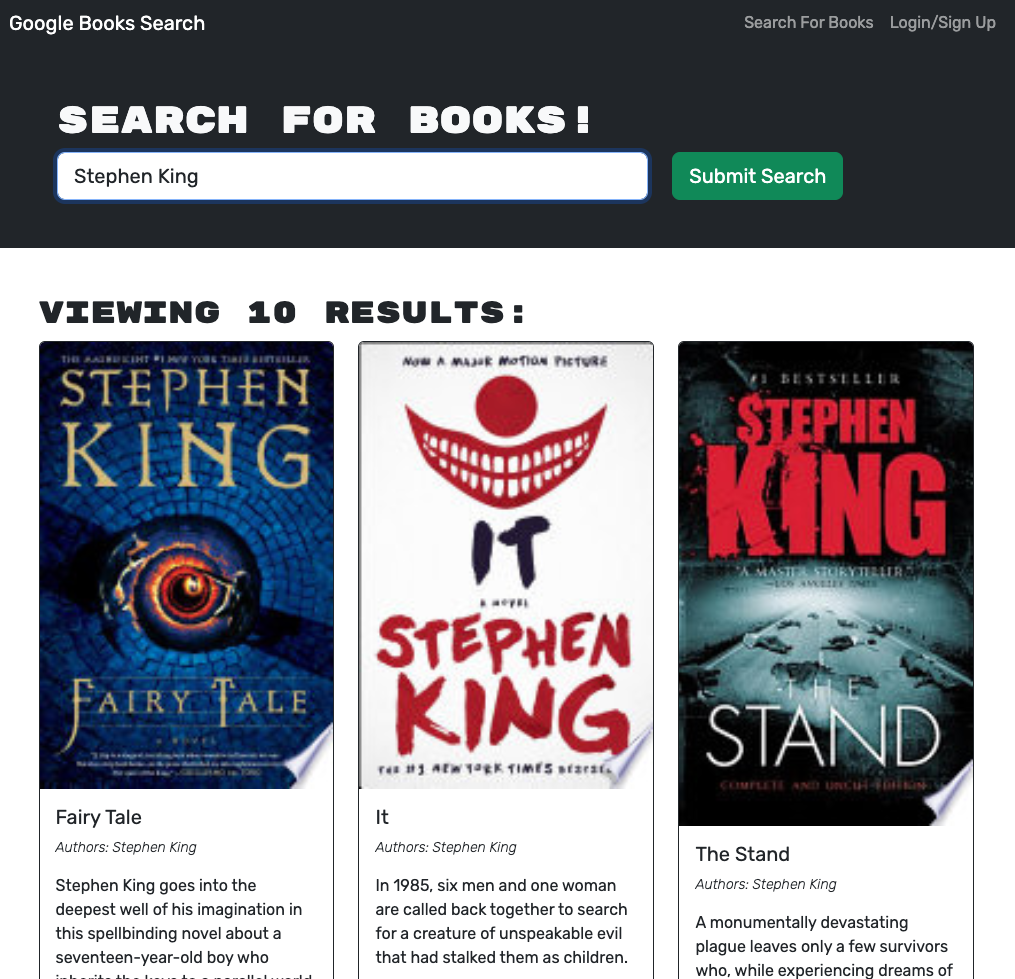 Google Books Search
Search For Books
Login/Sign Up
SEARCH FOR BOOKS!
Stephen King
Submit Search
VIEWING 10 RESULTS:
THE MAGNIFICENT #1 NEW YORK TIMES BESTSELLER
STEPHEN
KING
FAIRY TALE
A NOVEL
Fairy Tale
Authors: Stephen King
Stephen King goes into the
deepest well of his imagination in
this spellbinding novel about a
seventeen-year-old boy who
inherits the keys to a parallel world
NOW A MAJOR MOTION PICTURE
IT
A NOVEL
STEPHEN
KING
THE #1 NEW YORK TIMES
It
Authors: Stephen King
In 1985, six men and one woman
are called back together to search
for a creature of unspeakable evil
that had stalked them as children.
#1 BESTSELLER
STEPHEN
KING
"A MASTER STORYTELLER."
—LOS ANGELES TIMES
THE
STAND
COMPLETE AND UNCUT EDITION
The Stand
Authors: Stephen King
A monumentally devastating
plague leaves only a few survivors
who, while experiencing dreams of